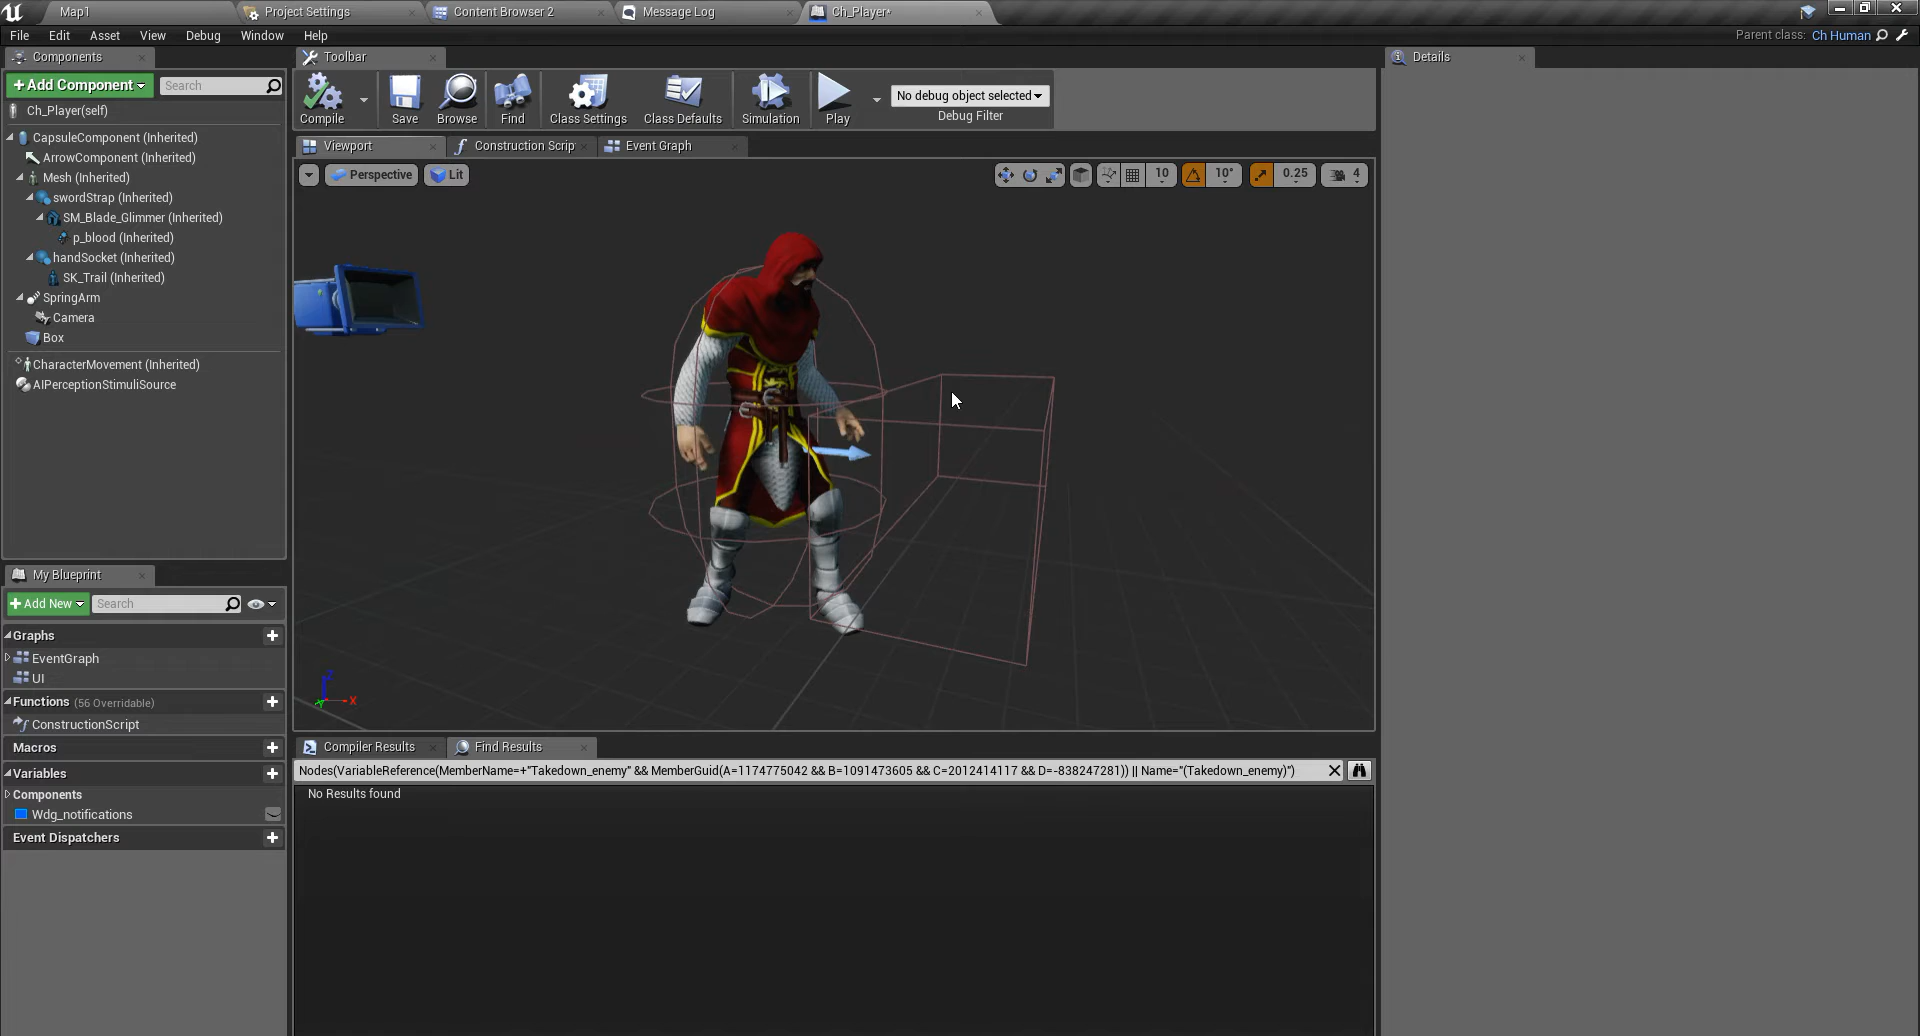 Map1
Project Settings
Content Browser 2
Message Log
Ch_Player*
File Edit Asset View Debug Window Help
Parent class: Ch Human
Components
Toolbar
Details
+Add Component
Search
Ch_Player(self)
CapsuleComponent (Inherited)
ArrowComponent (Inherited)
Mesh (Inherited)
swordStrap (Inherited)
SM_Blade_Glimmer (Inherited)
p_blood (Inherited)
handSocket (Inherited)
SK_Trail (Inherited)
SpringArm
Camera
Box
CharacterMovement (Inherited)
AIPerceptionStimuliSource
Compile
Save
Browse
Find
Class Settings
Class Defaults
Simulation
Play
No debug object selected
Debug Filter
Viewport
Construction Scrip
Event Graph
Perspective
Lit
10
10°
0.25
4
Z
X
Y
My Blueprint
+Add New
Search
Graphs
EventGraph
UI
Functions (56 Overridable)
ConstructionScript
Macros
Variables
Components
Wdg_notifications
Event Dispatchers
Compiler Results
Find Results
Nodes(VariableReference(MemberName=+"Takedown_enemy" && MemberGuid(A=1174775042 && B=1091473605 && C=2012414117 && D=-838247281)) || Name="(Takedown_enemy)")
No Results found